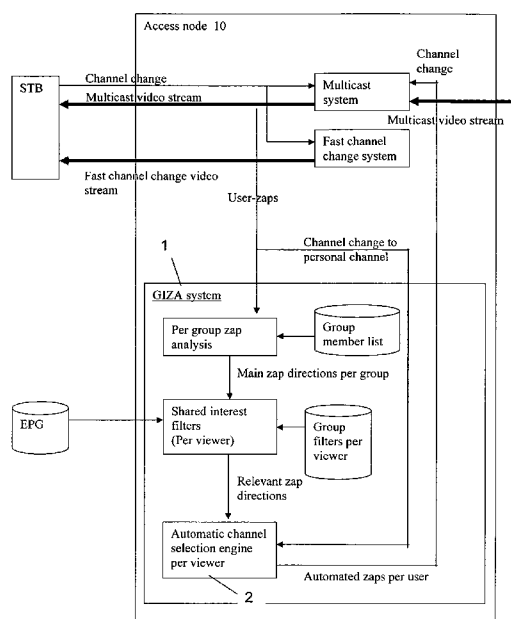 Access node 10
STB
Channel change
Multicast video stream
Multicast
system
Channel
change
Multicast video stream
Fast channel
change system
Fast channel change video
stream
User-zaps
Channel change to
personal channel
1
GIZA system
Per group zap
analysis
Group
member list
Main zap directions per group
EPG
Shared interest
filters
(Per viewer)
Group
filters per
viewer
Relevant zap
directions
Automatic channel
selection engine
per viewer
Automated zaps per user
2